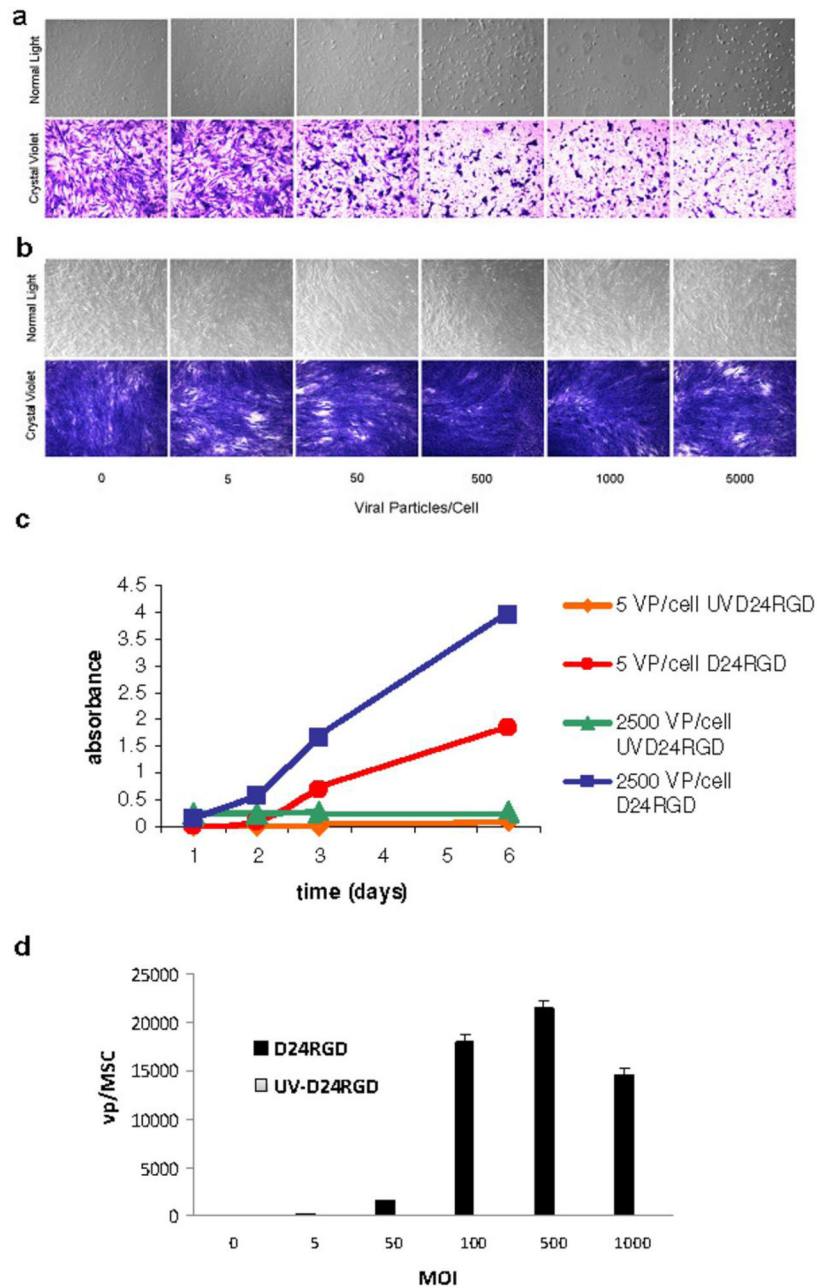 a
Normal Light
Crystal Violet
b
Normal Light
Crystal Violet
0 5 50 500 1000 5000
Viral Particles/Cell
c
4.5
4
3.5
3
2.5
2
1.5
1
0.5
0
absorbance
1 2 3 4 5 6
time (days)
5 VP/cell UVD24RGD
5 VP/cell D24RGD
2500 VP/cell
UVD24RGD
2500 VP/cell
D24RGD
d
25000
20000
15000
10000
5000
0
vp/MSC
D24RGD
UV-D24RGD
0 5 50 100 500 1000
MOI